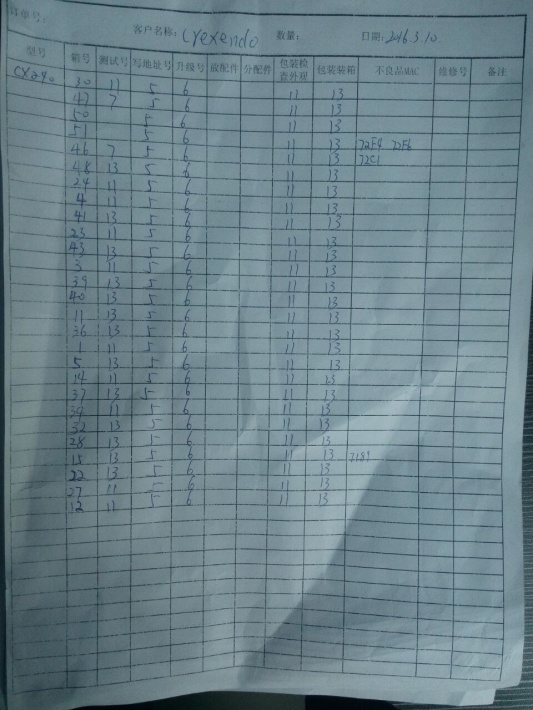 订单号:
客户名称: Crexendo 数量: 日期: 2016.3.10
型号 箱号 测试号 写地址号 升级号 放配件 分配件 包装检查外观 包装装箱 不良品MAC 维修号 备注
CX290 30 11 5 6 11 13
47 7 5 6 11 13
50 5 6 11 13
51 5 6 11 13
46 7 5 6 11 13 72F4 72F6
48 13 5 6 11 13 72C1
24 11 5 6 11 13
4 11 5 6 11 13
41 13 5 6 11 13
23 11 5 6 11 13
43 13 5 6 11 13
3 11 5 6 11 13
39 13 5 6 11 13
40 13 5 6 11 13
11 13 5 6 11 13
36 13 5 6 11 13
1 11 5 6 11 13
5 13 5 6 11 13
14 11 5 6 11 13
37 13 5 6 11 13
11 5 6 11 13
32 13 5 6 11 13
28 13 5 6 11 13
15 13 5 6 11 13 7189
22 13 5 6 11 13
27 11 5 6 11 13
12 11 5 6 11 13